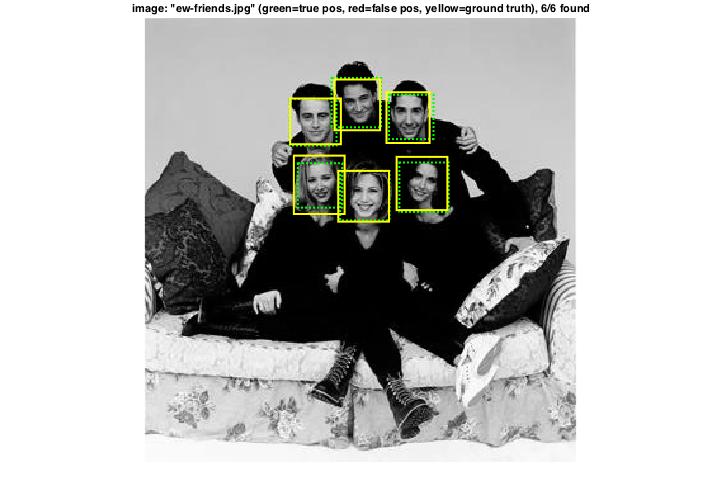 image: "ew-friends.jpg" (green=true pos, red=false pos, yellow=ground truth), 6/6 found